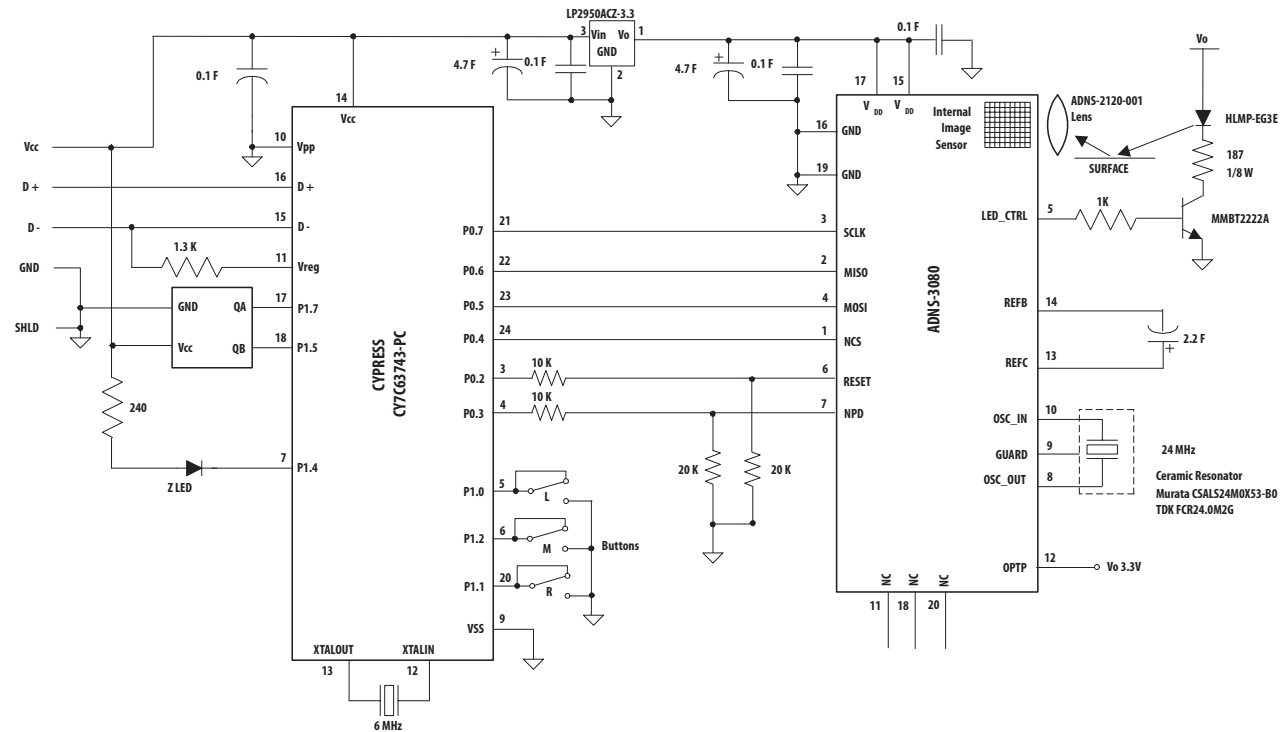 LP2950ACZ-3.3
3 Vin Vo 1
GND
2
0.1 F
4.7 F
0.1 F
4.7 F
0.1 F
0.1 F
Vo
14
Vcc
17
15
VDD
VDD
Internal
Image
Sensor
ADNS-2120-001
Lens
HLMP-EG3E
SURFACE
187
1/8 W
Vcc
10
Vpp
16
GND
D +
16
D +
19
GND
D -
15
D -
21
P0.7
3
SCLK
LED_CTRL
5
1K
MMBT2222A
1.3 K
GND
11
Vreg
22
P0.6
2
MISO
GND
QA
17
P1.7
23
P0.5
4
MOSI
REFB
14
2.2 F
SHLD
Vcc
QB
18
P1.5
24
P0.4
1
NCS
REFC
13
CYPRESS
CY7C63743-PC
ADNS-3080
3
P0.2
10 K
6
RESET
240
4
P0.3
10 K
7
NPD
OSC_IN
10
GUARD
9
OSC_OUT
8
24 MHz
Ceramic Resonator
Murata CSALS24M0X53-B0
TDK FCR24.0M2G
20 K
20 K
7
P1.4
Z LED
5
P1.0
L
6
P1.2
M
Buttons
20
P1.1
R
OPTP
12
Vo 3.3V
9
VSS
NC
NC
NC
11
18
20
XTALOUT
XTALIN
13
12
6 MHz